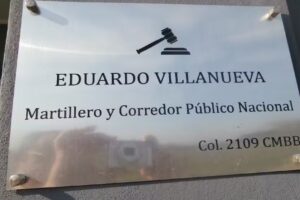 EDUARDO VILLANUEVA
Martillero y Corredor Público Nacional
Col. 2109 CMBB